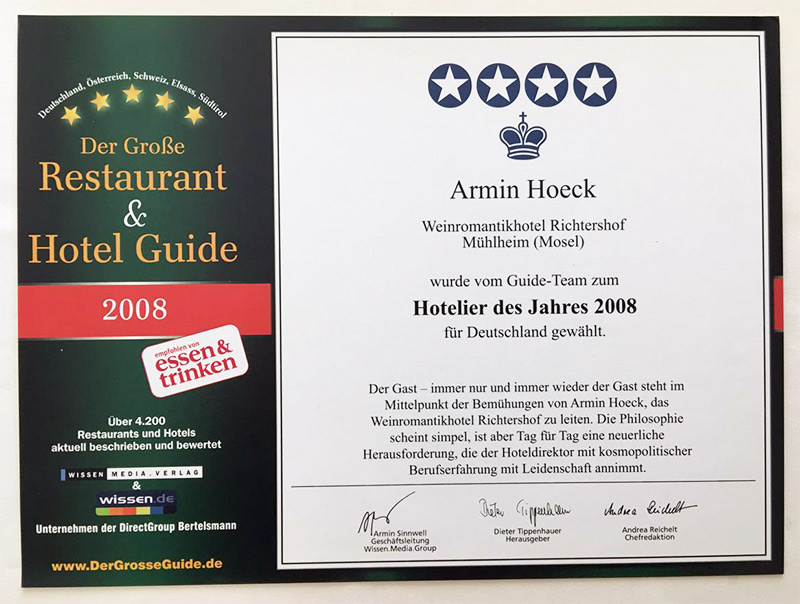 Deutschland, Österreich, Schweiz, Elsass, Südtirol
Der Große
Restaurant
&
Hotel Guide
2008
empfohlen von
essen &
trinken
Über 4.200
Restaurants und Hotels
aktuell beschrieben und bewertet
WISSEN MEDIA.VERLAG
&
wissen.de
Unternehmen der DirectGroup Bertelsmann
www.DerGrosseGuide.de
Armin Hoeck
Weinromantikhotel Richtershof
Mühlheim (Mosel)
wurde vom Guide-Team zum
Hotelier des Jahres 2008
für Deutschland gewählt.
Der Gast – immer nur und immer wieder der Gast steht im
Mittelpunkt der Bemühungen von Armin Hoeck, das
Weinromantikhotel Richtershof zu leiten. Die Philosophie
scheint simpel, ist aber Tag für Tag eine neuerliche
Herausforderung, die der Hoteldirektor mit kosmopolitischer
Berufserfahrung mit Leidenschaft annimmt.
Dieter Tippenhauer
Andrea Reichelt
Armin Sinnwell
Geschäftsleitung
Wissen.Media.Group
Dieter Tippenhauer
Herausgeber
Andrea Reichelt
Chefredaktion